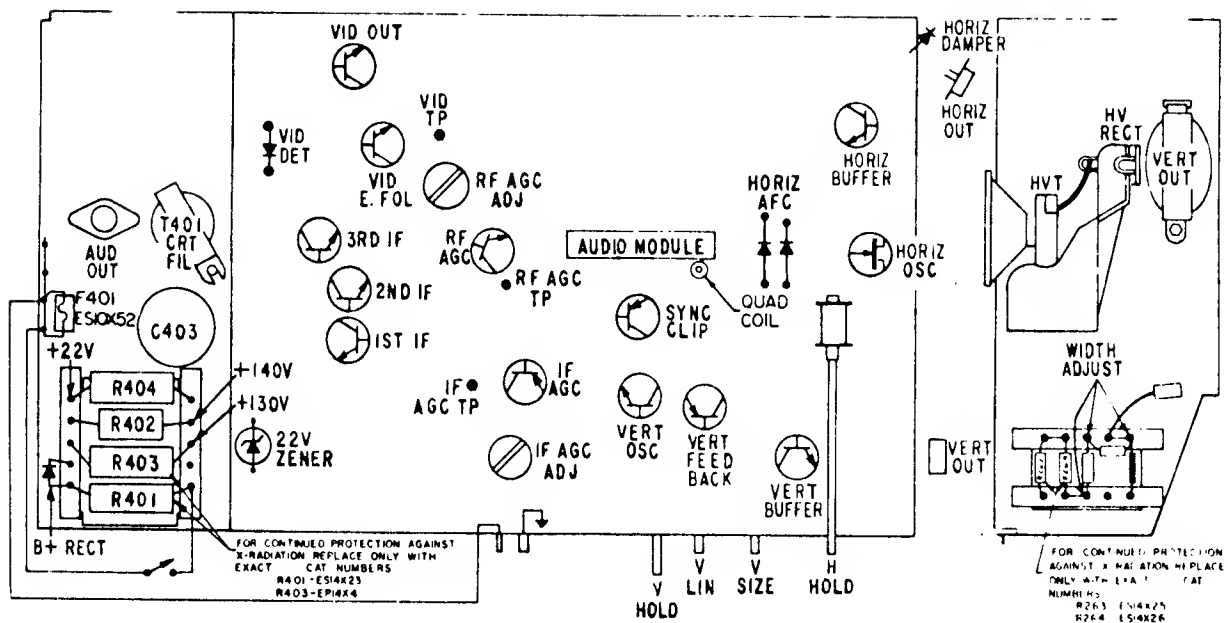 VID OUT
VID
TP
VID
DET
VID
E. FOL
RF AGC
ADJ
HORIZ
DAMPER
HORIZ
OUT
HORIZ
BUFFER
HV
RECT
VERT
OUT
HVT
AUD
OUT
T401
CRT
FIL
3RD IF
RF
AGC
AUDIO MODULE
HORIZ
AFC
HORIZ
OSC
2ND IF
RF AGC
TP
QUAD
COIL
F401
ES10X52
C403
1ST IF
SYNC
CLIP
+22V
+140V
+130V
R404
R402
R403
R401
IF
AGC TP
IF
AGC
WIDTH
ADJUST
22V
ZENER
IF AGC
ADJ
VERT
OSC
VERT
FEED
BACK
VERT
BUFFER
VERT
OUT
B+ RECT
FOR CONTINUED PROTECTION AGAINST
X-RADIATION REPLACE ONLY WITH
EXACT CAT NUMBERS
R401-ES14X23
R403-EP14X4
V
HOLD
V
LIN
V
SIZE
H
HOLD
FOR CONTINUED PROTECTION
AGAINST X RADIATION REPLACE
ONLY WITH EXACT CAT
NUMBERS
R263 ES14X25
R264 ES14X26